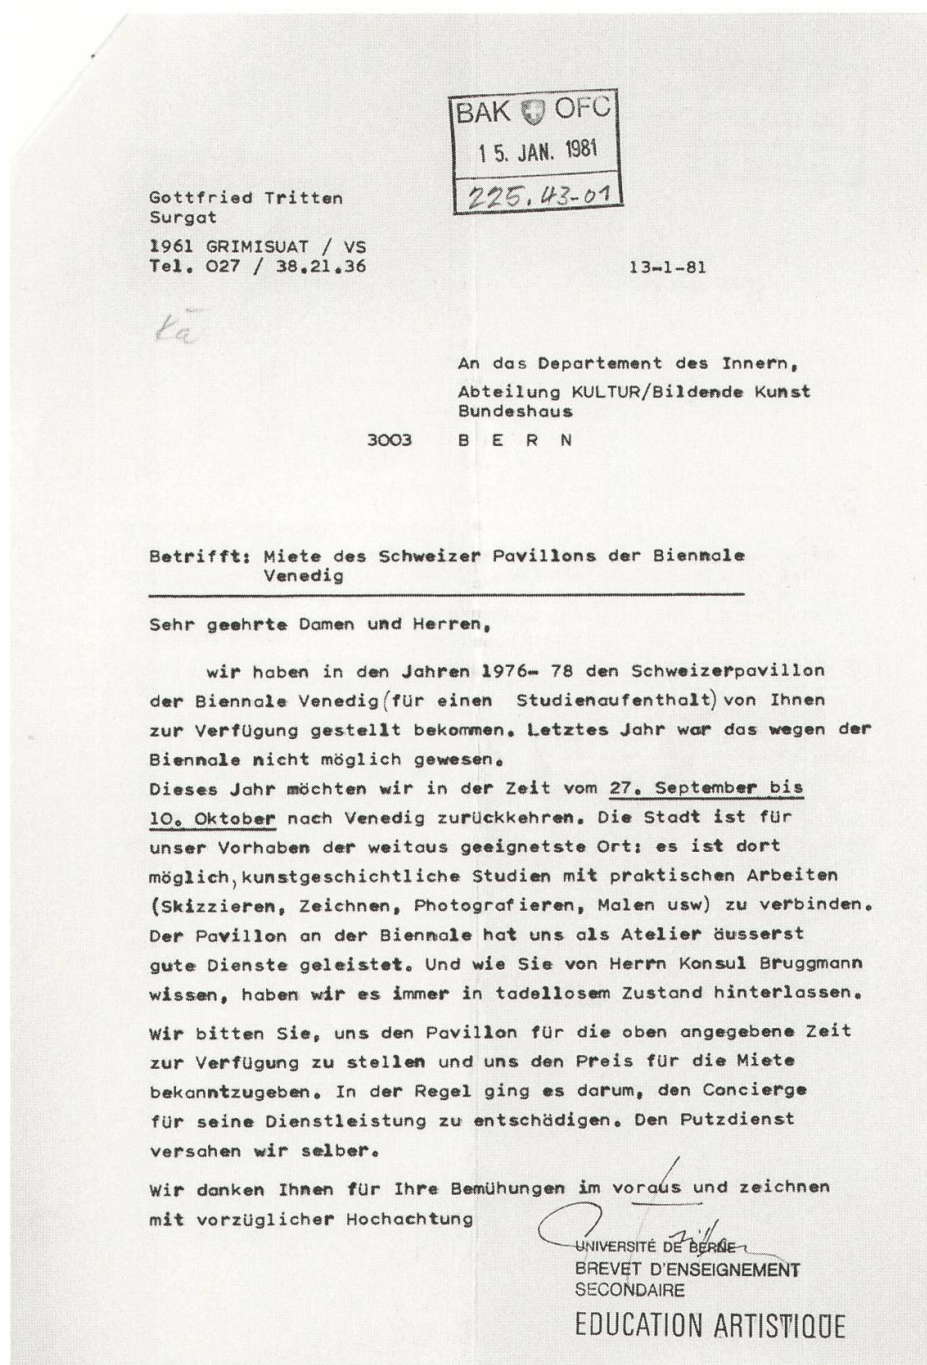 BAK OFC
15. JAN. 1981
225.43-01
Gottfried Tritten
Surgat
1961 GRIMISUAT / VS
Tel. 027 / 38.21.36
13-1-81
An das Departement des Innern,
Abteilung KULTUR/Bildende Kunst
Bundeshaus
3003 B E R N
Betrifft: Miete des Schweizer Pavillons der Biennale
Venedig
Sehr geehrte Damen und Herren,
wir haben in den Jahren 1976- 78 den Schweizerpavillon
der Biennale Venedig (für einen Studienaufenthalt) von Ihnen
zur Verfügung gestellt bekommen. Letztes Jahr war das wegen der
Biennale nicht möglich gewesen.
Dieses Jahr möchten wir in der Zeit vom 27. September bis
10. Oktober nach Venedig zurückkehren. Die Stadt ist für
unser Vorhaben der weitaus geeignetste Ort: es ist dort
möglich, kunstgeschichtliche Studien mit praktischen Arbeiten
(Skizzieren, Zeichnen, Photografieren, Malen usw) zu verbinden.
Der Pavillon an der Biennale hat uns als Atelier äusserst
gute Dienste geleistet. Und wie Sie von Herrn Konsul Bruggmann
wissen, haben wir es immer in tadellosem Zustand hinterlassen.
Wir bitten Sie, uns den Pavillon für die oben angegebene Zeit
zur Verfügung zu stellen und uns den Preis für die Miete
bekanntzugeben. In der Regel ging es darum, den Concierge
für seine Dienstleistung zu entschädigen. Den Putzdienst
versahen wir selber.
Wir danken Ihnen für Ihre Bemühungen im voraus und zeichnen
mit vorzüglicher Hochachtung
UNIVERSITÉ DE BERNE
BREVET D'ENSEIGNEMENT
SECONDAIRE
EDUCATION ARTISTIQUE